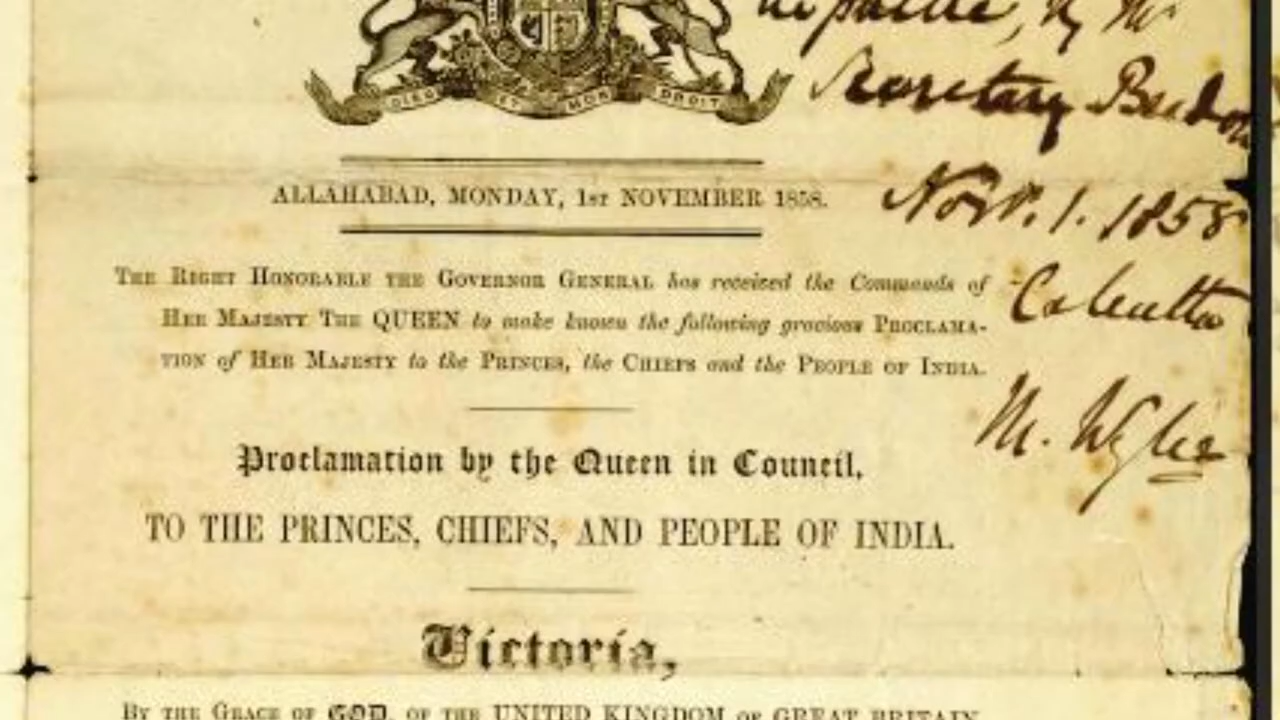 DIEU ET MON DROIT
Secretary Beadon
Novr. 1. 1858
Calcutta
M. Wylie
ALLAHABAD, MONDAY, 1ST NOVEMBER 1858.
THE RIGHT HONORABLE THE GOVERNOR GENERAL has received the Commands of
HER MAJESTY THE QUEEN to make known the following gracious PROCLAMA-
TION of HER MAJESTY to the PRINCES, the CHIEFS and the PEOPLE OF INDIA.
Proclamation by the Queen in Council,
TO THE PRINCES, CHIEFS, AND PEOPLE OF INDIA.
Victoria,
BY THE GRACE OF GOD, OF THE UNITED KINGDOM OF GREAT BRITAIN